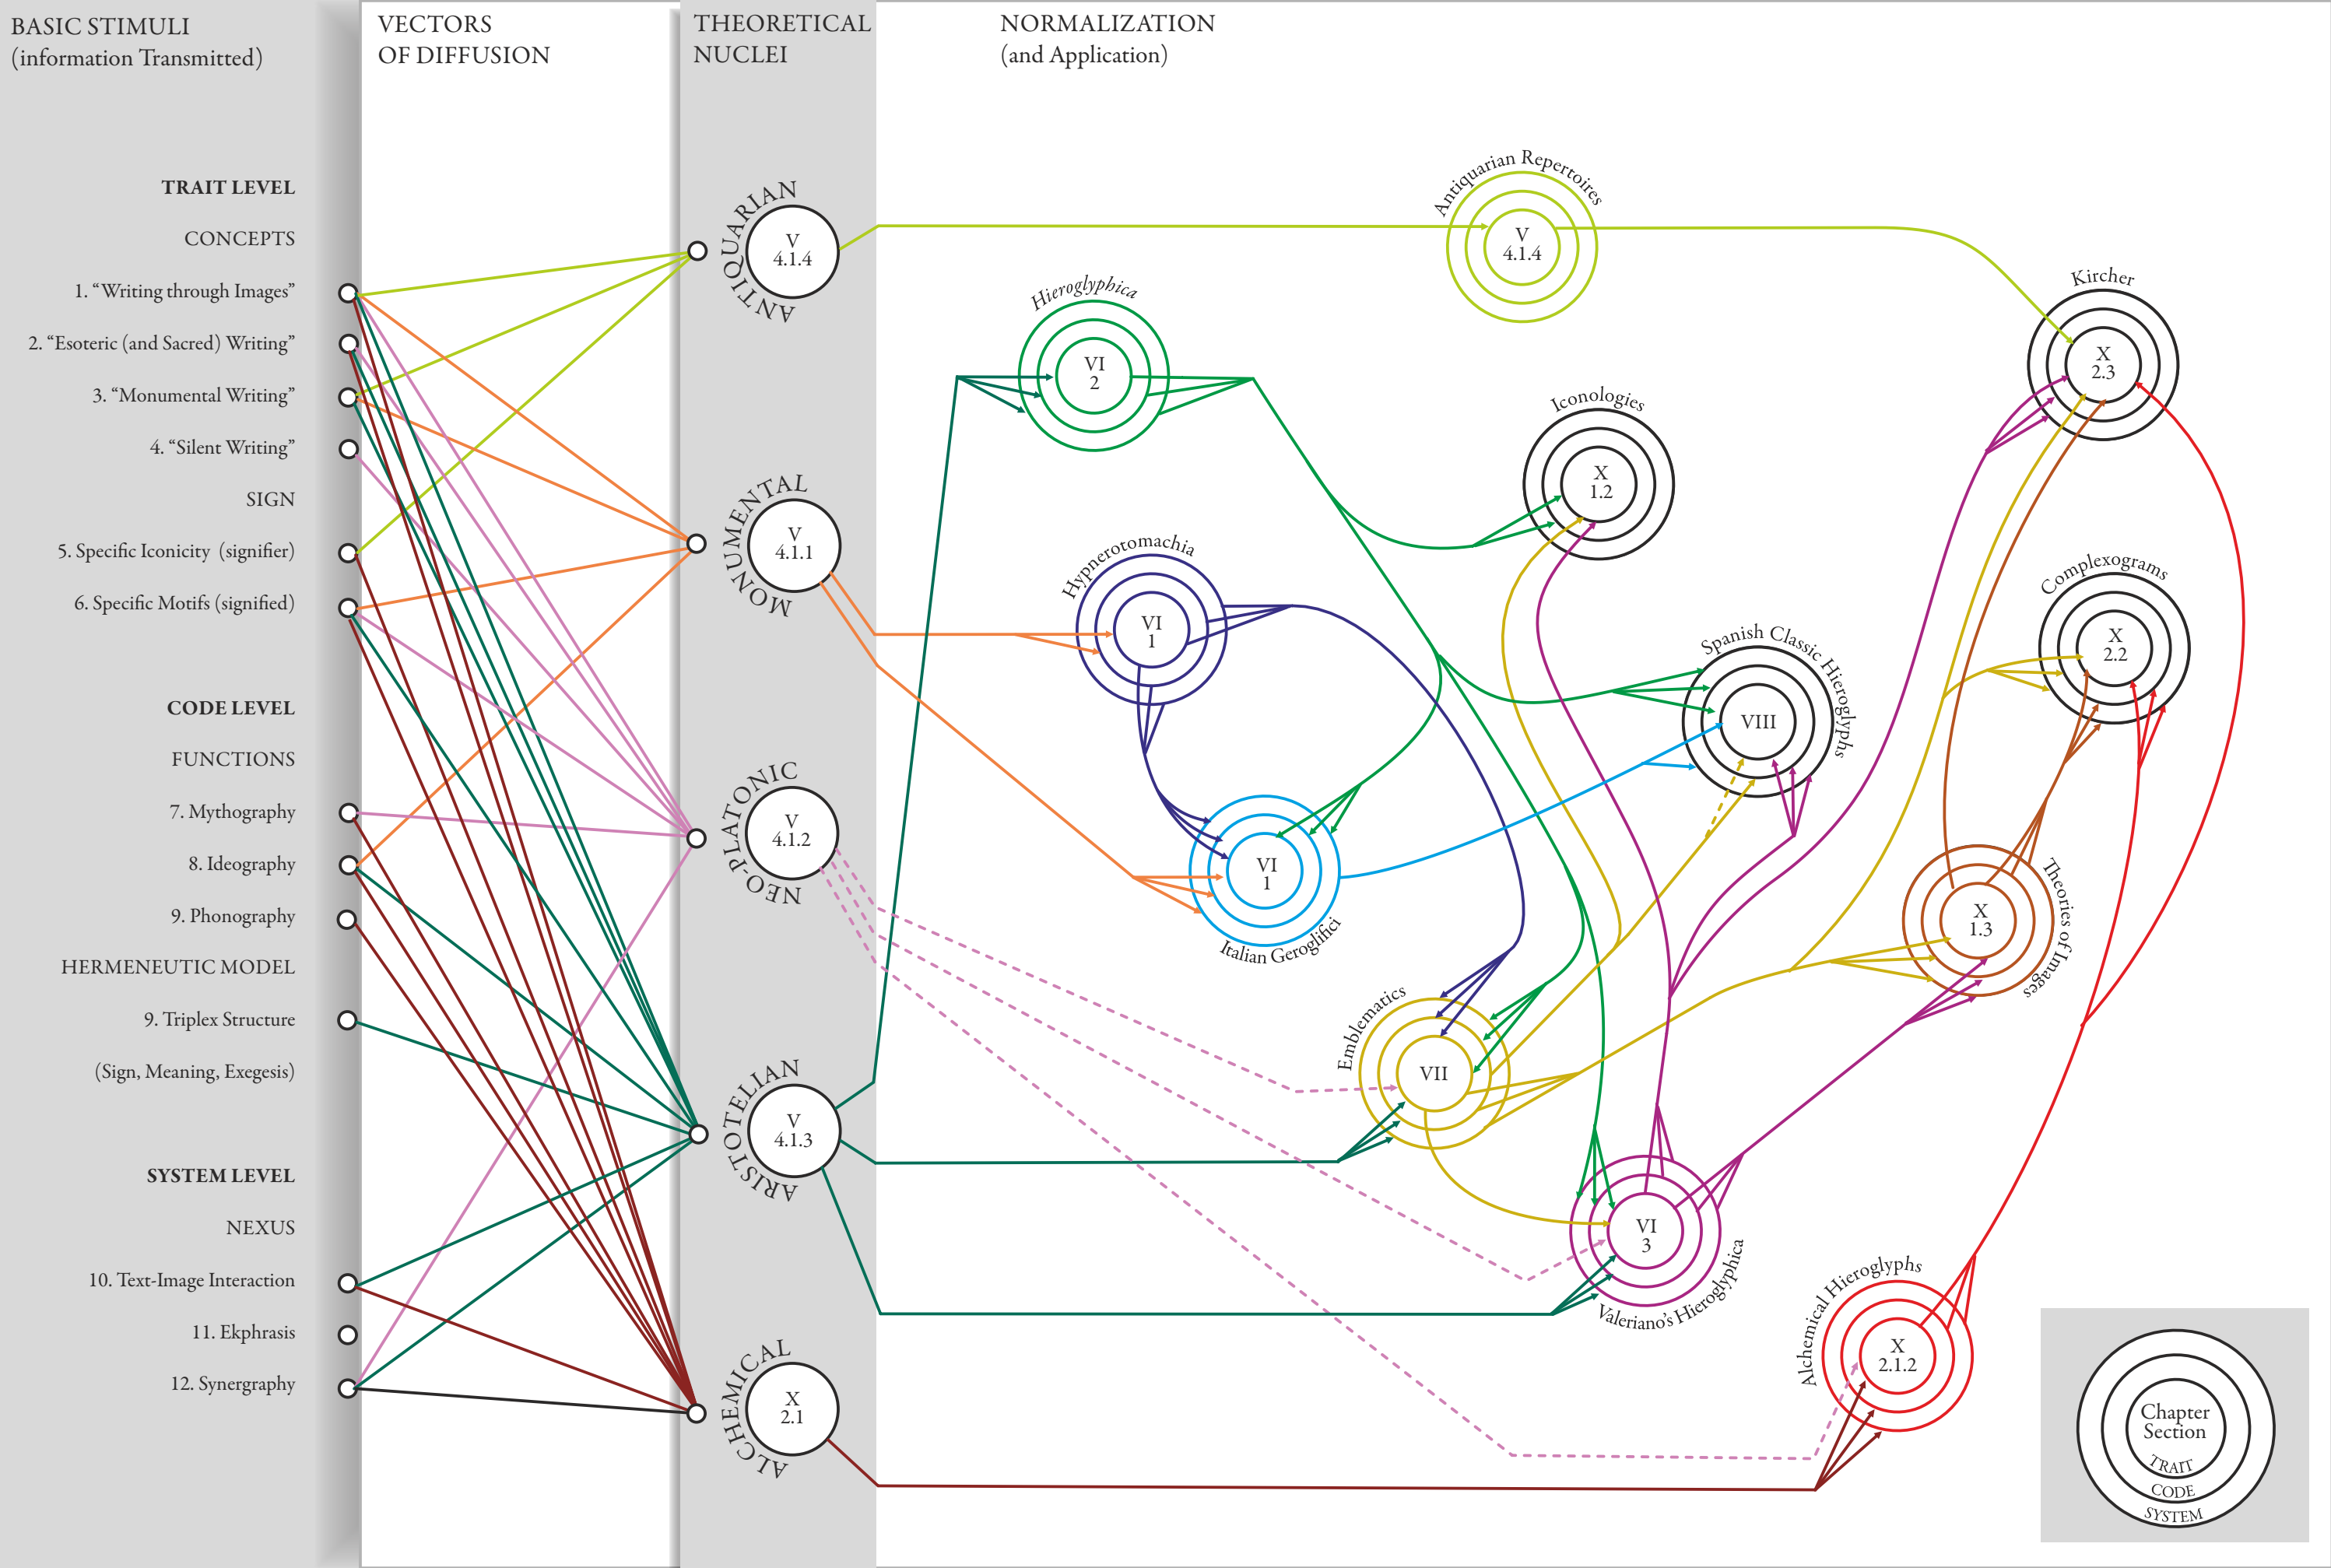 BASIC STIMULI
(information Transmitted)
VECTORS
OF DIFFUSION
THEORETICAL
NUCLEI
NORMALIZATION
(and Application)
TRAIT LEVEL
CONCEPTS
1. “Writing through Images”
2. “Esoteric (and Sacred) Writing”
3. “Monumental Writing”
4. “Silent Writing”
SIGN
5. Specific Iconicity (signifier)
6. Specific Motifs (signified)
CODE LEVEL
FUNCTIONS
7. Mythography
8. Ideography
9. Phonography
HERMENEUTIC MODEL
9. Triplex Structure
(Sign, Meaning, Exegesis)
SYSTEM LEVEL
NEXUS
10. Text-Image Interaction
11. Ekphrasis
12. Synergraphy
ANTIQUARIAN
V
4.1.4
MONUMENTAL
V
4.1.1
NEO-PLATONIC
V
4.1.2
ARISTOTELIAN
V
4.1.3
ALCHEMICAL
X
2.1
Antiquarian Repertoires
V
4.1.4
Hieroglyphica
VI
2
Kircher
X
2.3
Iconologies
X
1.2
Hypnerotomachia
VI
1
Complexograms
X
2.2
Spanish Classic Hieroglyphs
VIII
VI
1
Italian Geroglifici
X
1.3
Theories of Images
Emblematics
VII
VI
3
Valeriano’s Hieroglyphica
Alchemical Hieroglyphs
X
2.1.2
Chapter
Section
TRAIT
CODE
SYSTEM